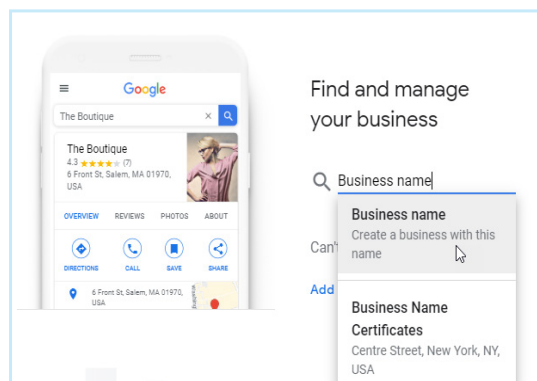 Google
The Boutique
The Boutique
4.3 (7)
6 Front St, Salem, MA 01970,
USA
OVERVIEW REVIEWS PHOTOS ABOUT
DIRECTIONS CALL SAVE SHARE
6 Front St, Salem, MA 01970,
USA
Find and manage
your business
Business name
Business name
Create a business with this
name
Can't
Add
Business Name
Certificates
Centre Street, New York, NY,
USA